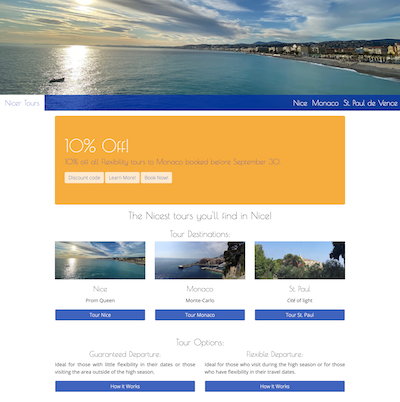 Nicer Tours
Nice Monaco St. Paul de Vence
10% Off!
10% off all flexibility tours to Monaco booked before September 30
Discount code Learn More! Book Now!
The Nicest tours you'll find in Nice!
Tour Destinations:
Nice Monaco St. Paul
Prom Queen Monte-Carlo Cité of light
Tour Nice Tour Monaco Tour St. Paul
Tour Options:
Guaranteed Departure:
Ideal for those with little flexibility in their dates or those
visiting the area outside of the high season.
How It Works
Flexible Departure:
Ideal for those who visit during the high season or for those
who have flexibility in their travel dates.
How It Works